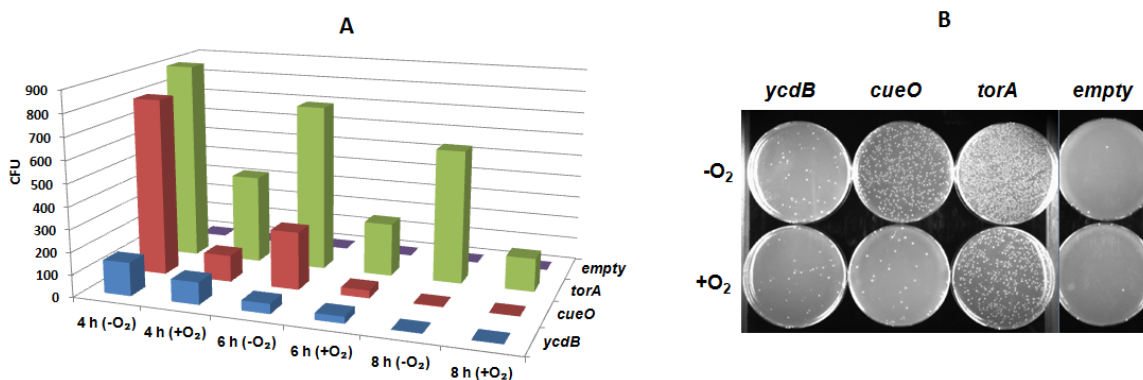 A
900
800
700
600
500
400
300
200
100
0
CFU
4 h (-O₂)
4 h (+O₂)
6 h (-O₂)
6 h (+O₂)
8 h (-O₂)
8 h (+O₂)
empty
torA
cueO
ycdB
B
ycdB cueO torA empty
-O₂
+O₂